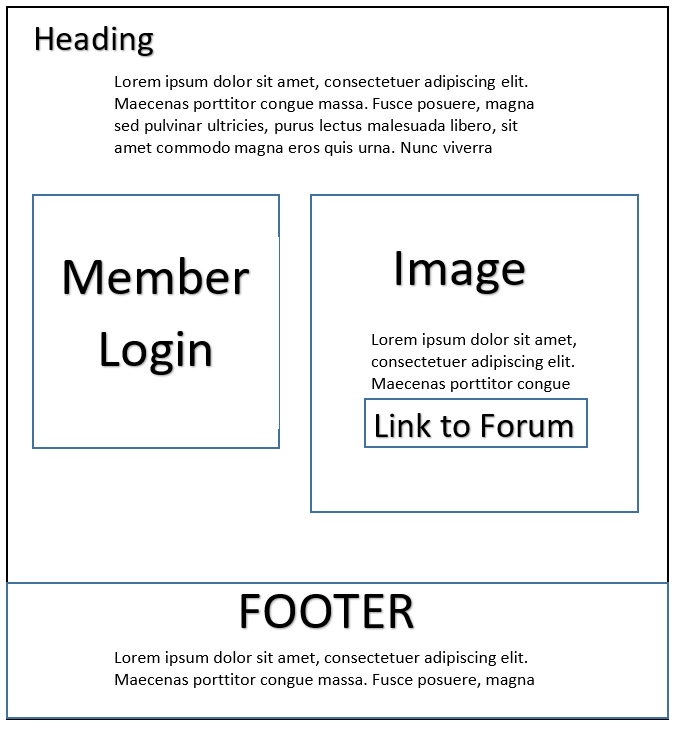 Heading
Lorem ipsum dolor sit amet, consectetuer adipiscing elit.
Maecenas porttitor congue massa. Fusce posuere, magna
sed pulvinar ultricies, purus lectus malesuada libero, sit
amet commodo magna eros quis urna. Nunc viverra
Member
Login
Image
Lorem ipsum dolor sit amet,
consectetuer adipiscing elit.
Maecenas porttitor congue
Link to Forum
FOOTER
Lorem ipsum dolor sit amet, consectetuer adipiscing elit.
Maecenas porttitor congue massa. Fusce posuere, magna